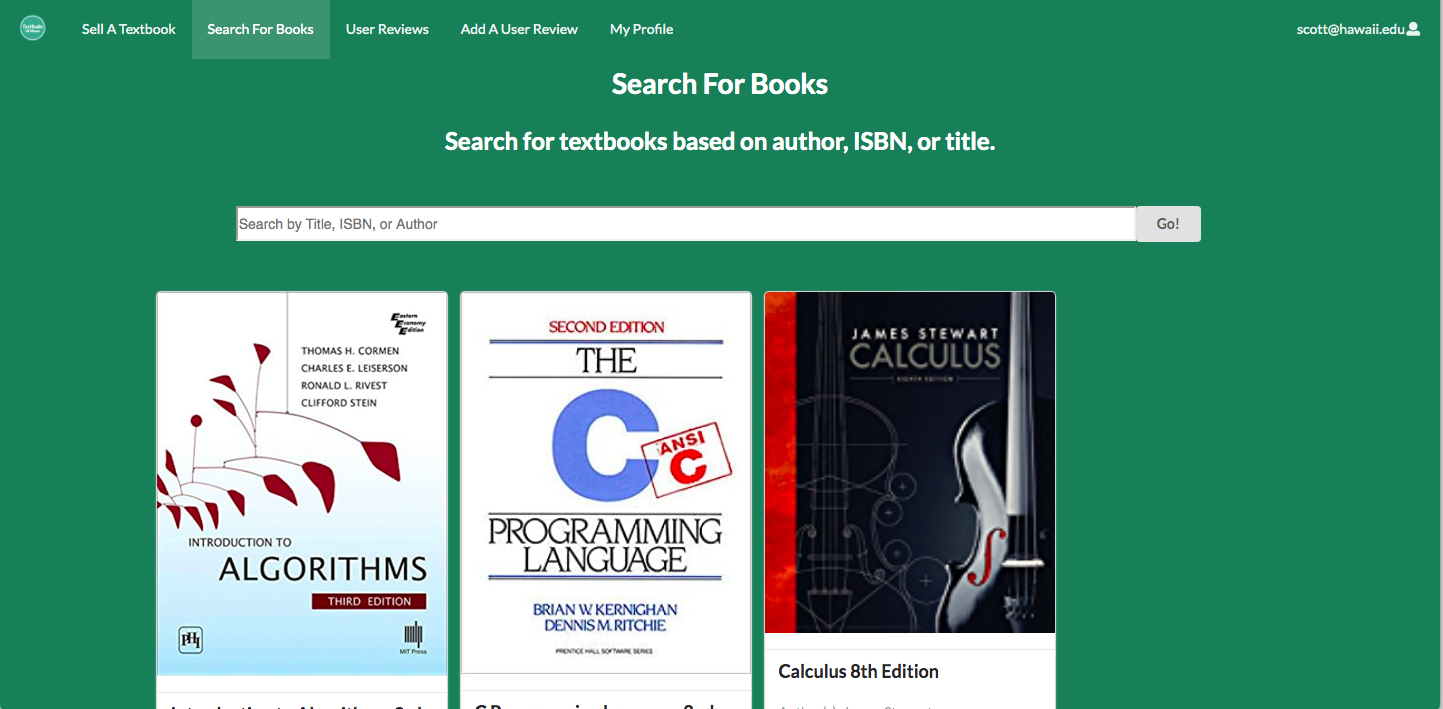 Sell A Textbook
Search For Books
User Reviews
Add A User Review
My Profile
scott@hawaii.edu
Search For Books
Search for textbooks based on author, ISBN, or title.
Search by Title, ISBN, or Author
Go!
Eastern
Economy
Edition
THOMAS H. CORMEN
CHARLES E. LEISERSON
RONALD L. RIVEST
CLIFFORD STEIN
INTRODUCTION TO
ALGORITHMS
THIRD EDITION
PHI
MIT Press
SECOND EDITION
THE
C
ANSI
C
PROGRAMMING
LANGUAGE
BRIAN W. KERNIGHAN
DENNIS M. RITCHIE
PRENTICE HALL SOFTWARE SERIES
JAMES STEWART
CALCULUS
EIGHTH EDITION
Calculus 8th Edition